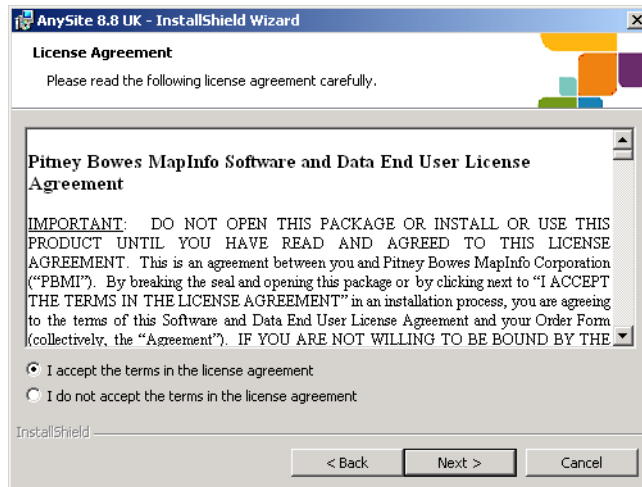 AnySite 8.8 UK - InstallShield Wizard
License Agreement
Please read the following license agreement carefully.
Pitney Bowes MapInfo Software and Data End User License
Agreement
IMPORTANT: DO NOT OPEN THIS PACKAGE OR INSTALL OR USE THIS
PRODUCT UNTIL YOU HAVE READ AND AGREED TO THIS LICENSE
AGREEMENT. This is an agreement between you and Pitney Bowes MapInfo Corporation
(“PBMI”). By breaking the seal and opening this package or by clicking next to “I ACCEPT
THE TERMS IN THE LICENSE AGREEMENT” in an installation process, you are agreeing
to the terms of this Software and Data End User License Agreement and your Order Form
(collectively, the “Agreement”). IF YOU ARE NOT WILLING TO BE BOUND BY THE
I accept the terms in the license agreement
I do not accept the terms in the license agreement
InstallShield
< Back Next > Cancel